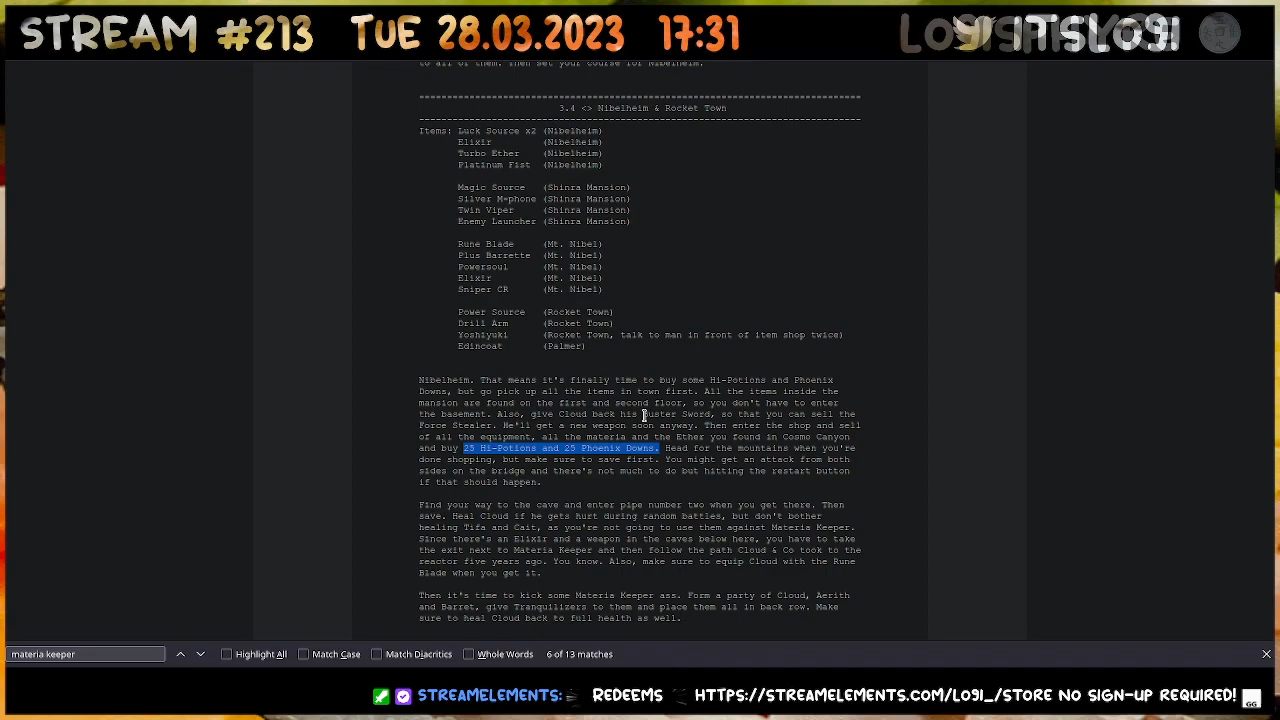 STREAM #213 TUE 28.03.2023 17:31
to all of them. Then set your course for Nibelheim.
3.4 <> Nibelheim & Rocket Town
Items: Luck Source x2 (Nibelheim)
Elixir (Nibelheim)
Turbo Ether (Nibelheim)
Platinum Fist (Nibelheim)
Magic Source (Shinra Mansion)
Silver M-phone (Shinra Mansion)
Twin Viper (Shinra Mansion)
Enemy Launcher (Shinra Mansion)
Rune Blade (Mt. Nibel)
Plus Barrette (Mt. Nibel)
Powersoul (Mt. Nibel)
Elixir (Mt. Nibel)
Sniper CR (Mt. Nibel)
Power Source (Rocket Town)
Drill Arm (Rocket Town)
Yoshiyuki (Rocket Town, talk to man in front of item shop twice)
Edincoat (Palmer)
Nibelheim. That means it's finally time to buy some Hi-Potions and Phoenix
Downs, but go pick up all the items in town first. All the items inside the
mansion are found on the first and second floor, so you don't have to enter
the basement. Also, give Cloud back his Buster Sword, so that you can sell the
Force Stealer. He'll get a new weapon soon anyway. Then enter the shop and sell
of all the equipment, all the materia and the Ether you found in Cosmo Canyon
and buy 25 Hi-Potions and 25 Phoenix Downs. Head for the mountains when you're
done shopping, but make sure to save first. You might get an attack from both
sides on the bridge and there's not much to do but hitting the restart button
if that should happen.
Find your way to the cave and enter pipe number two when you get there. Then
save. Heal Cloud if he gets hurt during random battles, but don't bother
healing Tifa and Cait, as you're not going to use them against Materia Keeper.
Since there's an Elixir and a weapon in the caves below here, you have to take
the exit next to Materia Keeper and then follow the path Cloud & Co took to the
reactor five years ago. You know. Also, make sure to equip Cloud with the Rune
Blade when you get it.
Then it's time to kick some Materia Keeper ass. Form a party of Cloud, Aerith
and Barret, give Tranquilizers to them and place them all in back row. Make
sure to heal Cloud back to full health as well.
materia keeper Highlight All Match Case Match Diacritics Whole Words 6 of 13 matches
STREAMELEMENTS: REDEEMS HTTPS://STREAMELEMENTS.COM/LO9I_/STORE NO SIGN-UP REQUIRED!
GG